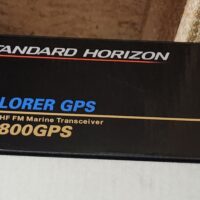 TANDARD HORIZON
LORER GPS
HF FM Marine Transceiver
800GPS